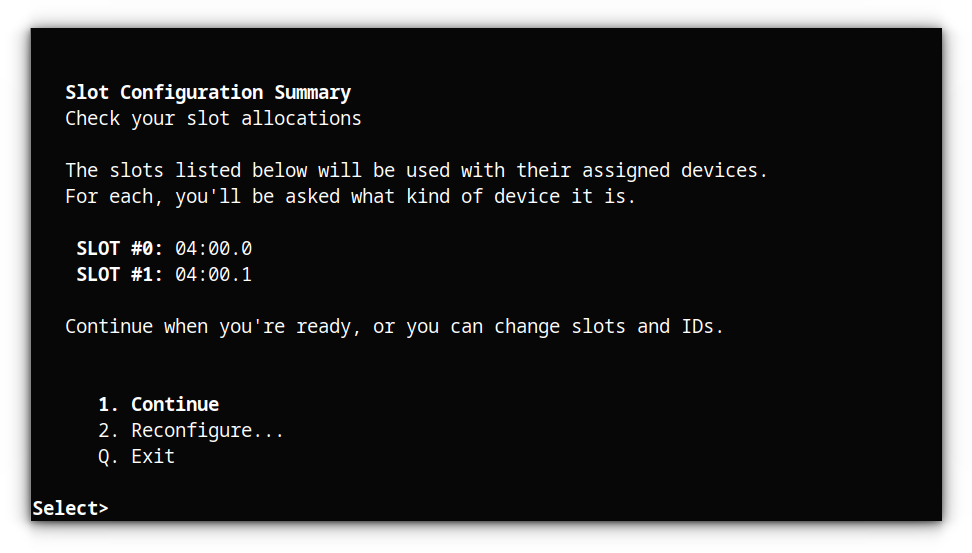 Slot Configuration Summary
Check your slot allocations
The slots listed below will be used with their assigned devices.
For each, you'll be asked what kind of device it is.
SLOT #0: 04:00.0
SLOT #1: 04:00.1
Continue when you're ready, or you can change slots and IDs.
1. Continue
2. Reconfigure...
Q. Exit
Select>